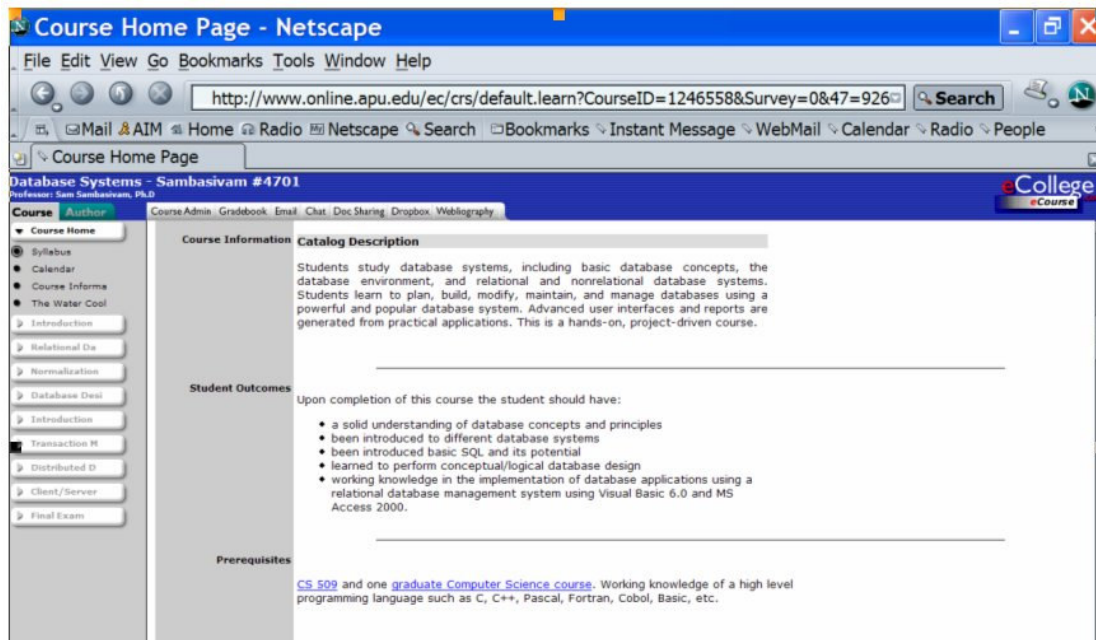 Course Home Page - Netscape
File Edit View Go Bookmarks Tools Window Help
http://www.online.apu.edu/ec/crs/default.learn?CourseID=1246558&Survey=0&47=926 Search
Mail AIM Home Radio Netscape Search Bookmarks Instant Message WebMail Calendar Radio People
Course Home Page
Database Systems - Sambasivam #4701
Professor: Sam Sambasivam, Ph.D
eCollege
eCourse
Course Author Course Admin Gradebook Email Chat Doc Sharing Dropbox Webliography
Course Home
Syllabus
Calendar
Course Informa
The Water Cool
Introduction
Relational Da
Normalization
Database Desi
Introduction
Transaction M
Distributed D
Client/Server
Final Exam
Course Information
Catalog Description
Students study database systems, including basic database concepts, the
database environment, and relational and nonrelational database systems.
Students learn to plan, build, modify, maintain, and manage databases using a
powerful and popular database system. Advanced user interfaces and reports are
generated from practical applications. This is a hands-on, project-driven course.
Student Outcomes
Upon completion of this course the student should have:
a solid understanding of database concepts and principles
been introduced to different database systems
been introduced basic SQL and its potential
learned to perform conceptual/logical database design
working knowledge in the implementation of database applications using a
relational database management system using Visual Basic 6.0 and MS
Access 2000.
Prerequisites
CS 509 and one graduate Computer Science course. Working knowledge of a high level
programming language such as C, C++, Pascal, Fortran, Cobol, Basic, etc.